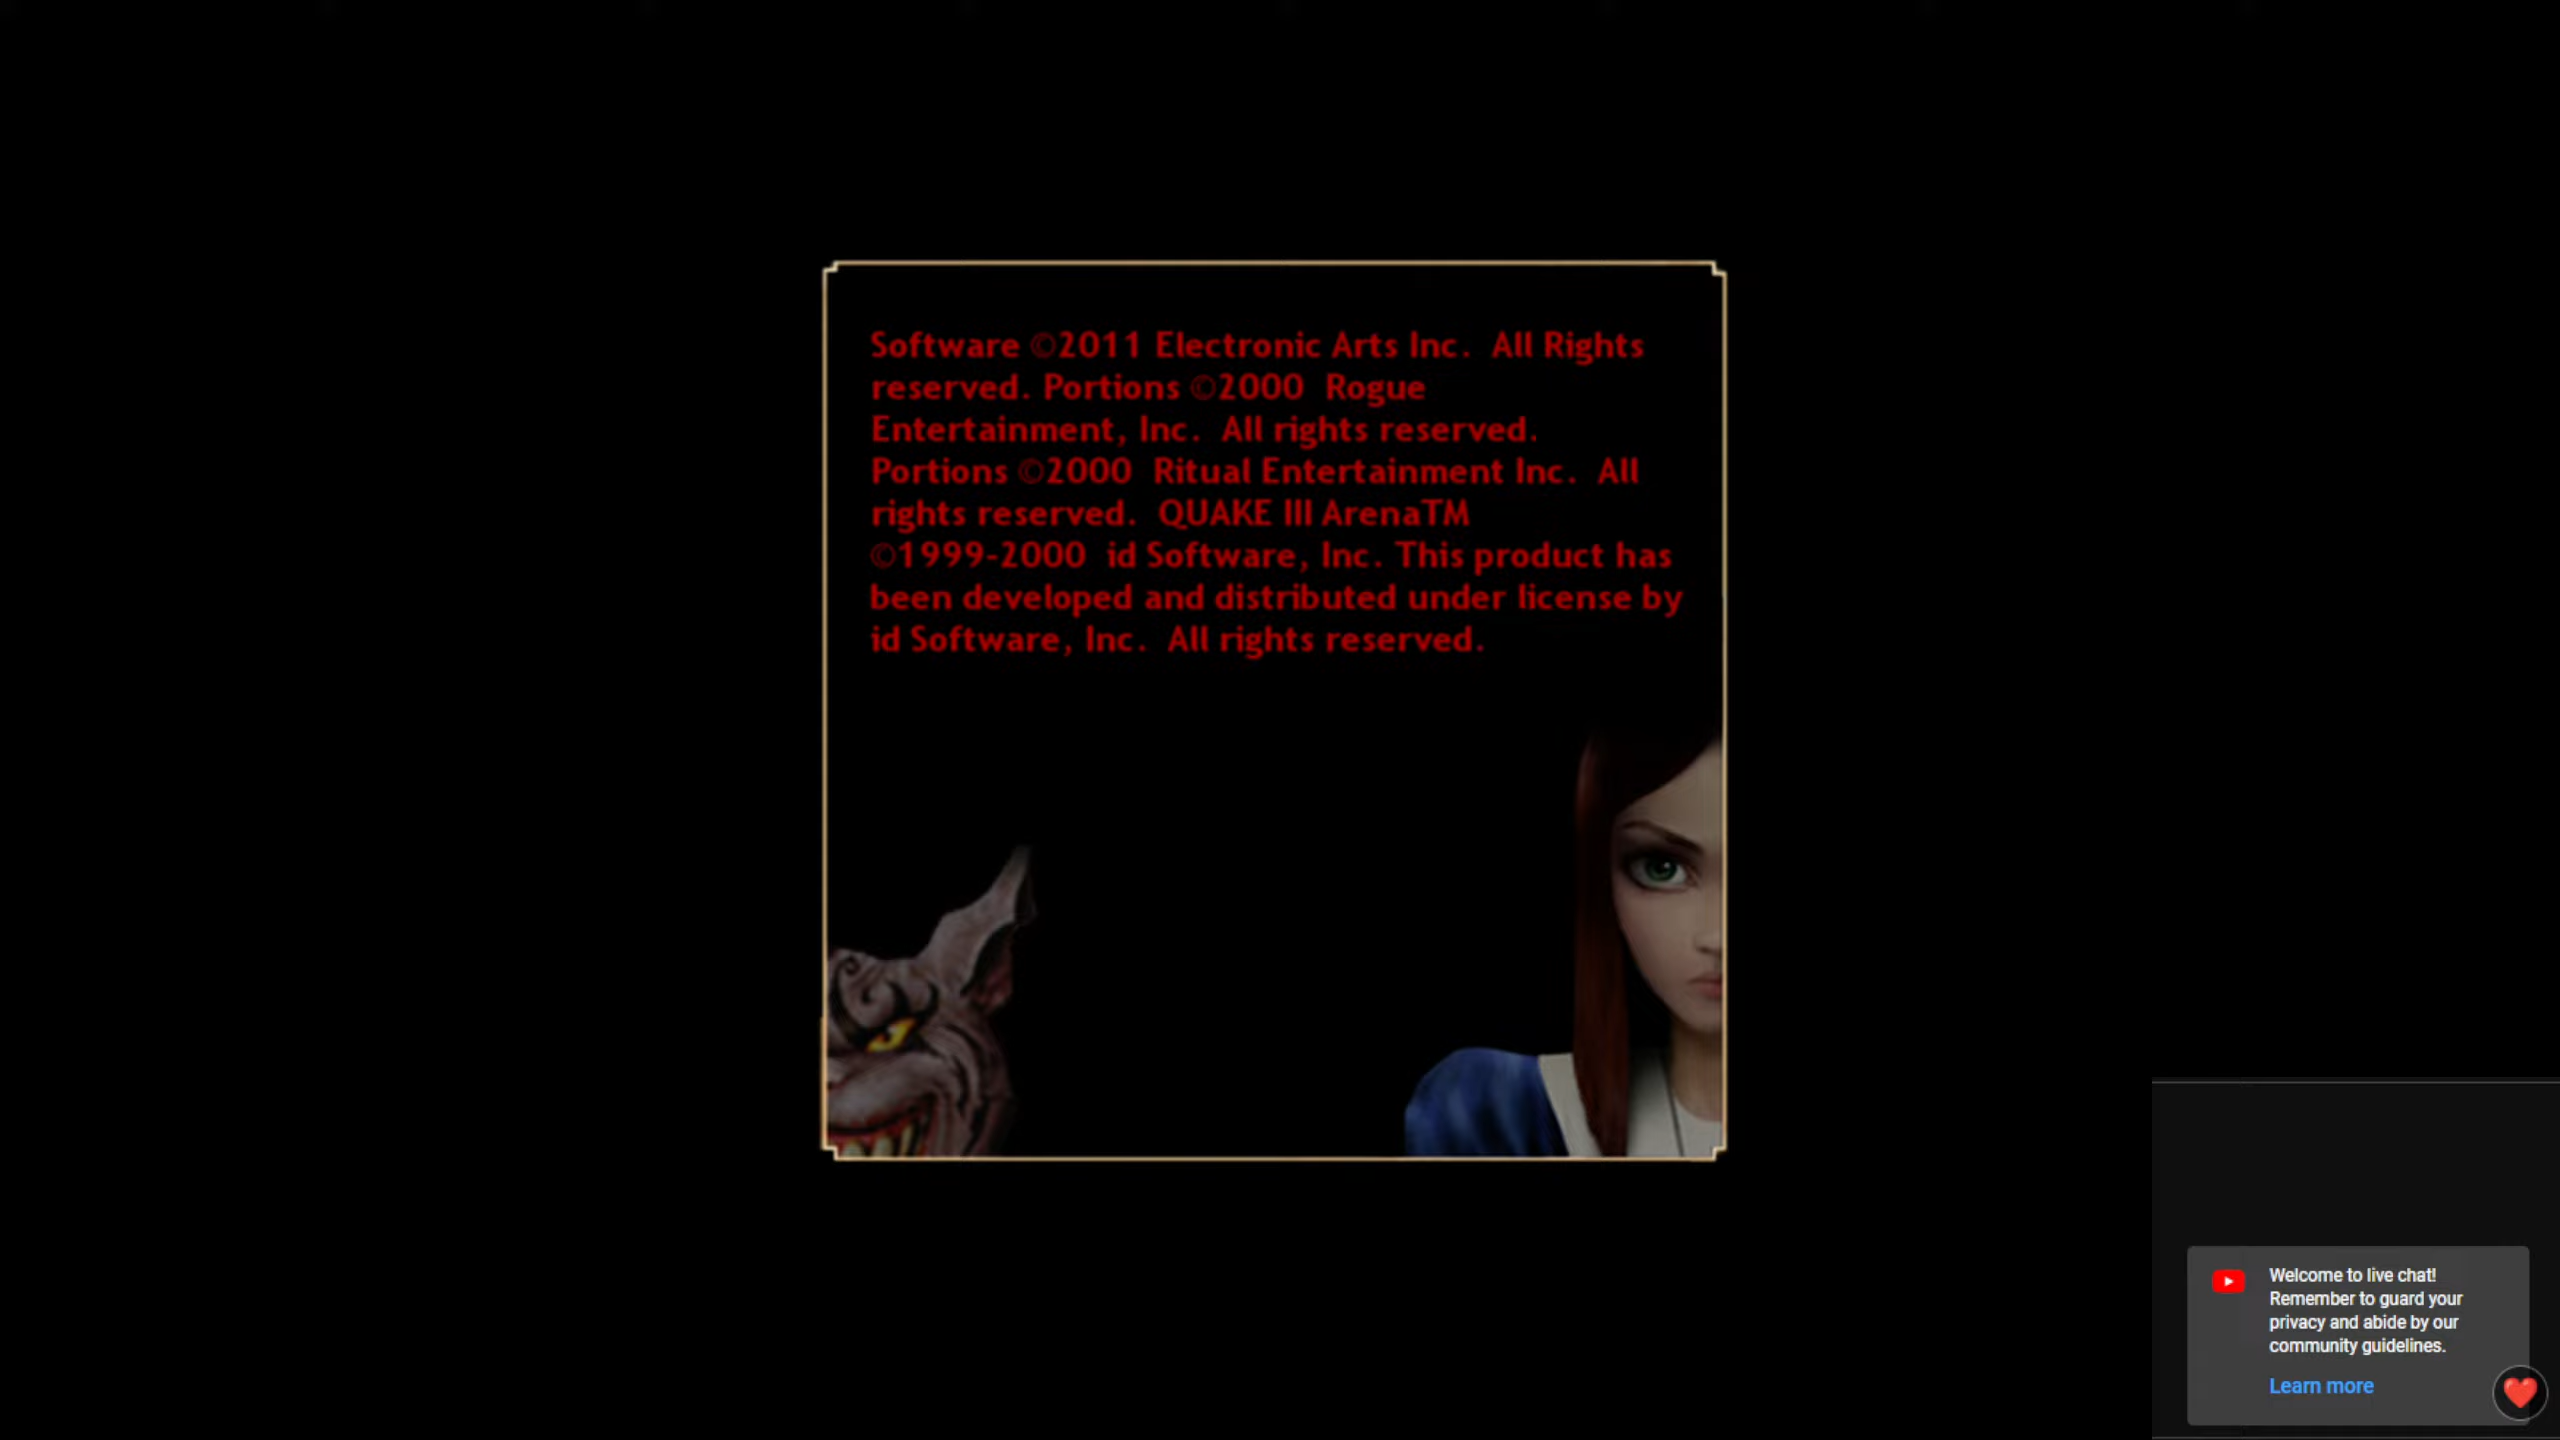 Software ©2011 Electronic Arts Inc.  All Rights
reserved. Portions ©2000  Rogue
Entertainment, Inc.  All rights reserved.
Portions ©2000  Ritual Entertainment Inc.  All
rights reserved.  QUAKE III ArenaTM
©1999-2000  id Software, Inc. This product has
been developed and distributed under license by
id Software, Inc.  All rights reserved.
Welcome to live chat!
Remember to guard your
privacy and abide by our
community guidelines.
Learn more